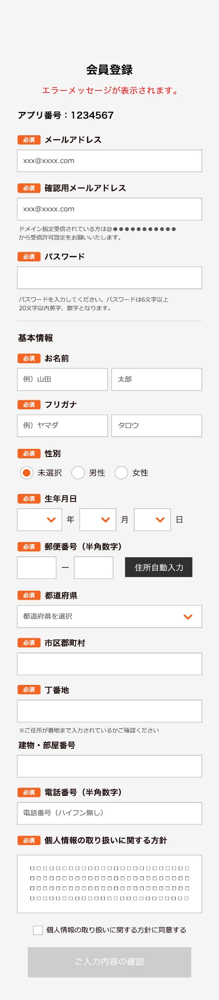 会員登録
エラーメッセージが表示されます。
アプリ番号：1234567
必須 メールアドレス
xxx@xxxx.com
必須 確認用メールアドレス
xxx@xxxx.com
ドメイン指定受信されている方は@●●●●●●●●●●●
から受信許可設定をお願いいたします。
必須 パスワード
パスワードを入力してください。パスワードは6文字以上
20文字以内英字、数字となります。
基本情報
必須 お名前
例）山田 太郎
必須 フリガナ
例）ヤマダ タロウ
必須 性別
未選択 男性 女性
必須 生年月日
年 月 日
必須 郵便番号（半角数字）
ー 住所自動入力
必須 都道府県
都道府県を選択
必須 市区郡町村
必須 丁番地
※ご住所が番地まで入力されているかご確認ください
建物・部屋番号
必須 電話番号（半角数字）
電話番号（ハイフン無し）
必須 個人情報の取り扱いに関する方針
□□□□□□□□□□□□□□□□□□□□□□□□□
□□□□□□□□□□□□□□□□□□□□□□□□□
□□□□□□□□□□□□□□□□□□□□□□□□□
□□□□□□□□□□□□□□□□□□□□□□□□□
個人情報の取り扱いに関する方針に同意する
ご入力内容の確認